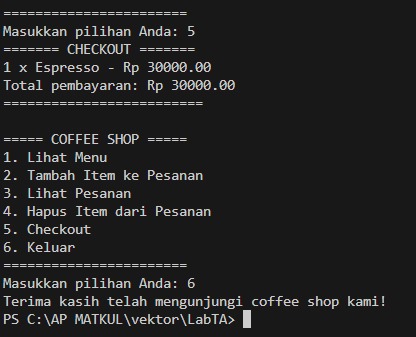 =======================
Masukkan pilihan Anda: 5
======= CHECKOUT =======
1 x Espresso - Rp 30000.00
Total pembayaran: Rp 30000.00
=========================
===== COFFEE SHOP =====
1. Lihat Menu
2. Tambah Item ke Pesanan
3. Lihat Pesanan
4. Hapus Item dari Pesanan
5. Checkout
6. Keluar
=======================
Masukkan pilihan Anda: 6
Terima kasih telah mengunjungi coffee shop kami!
PS C:\AP MATKUL\vektor\LabTA>